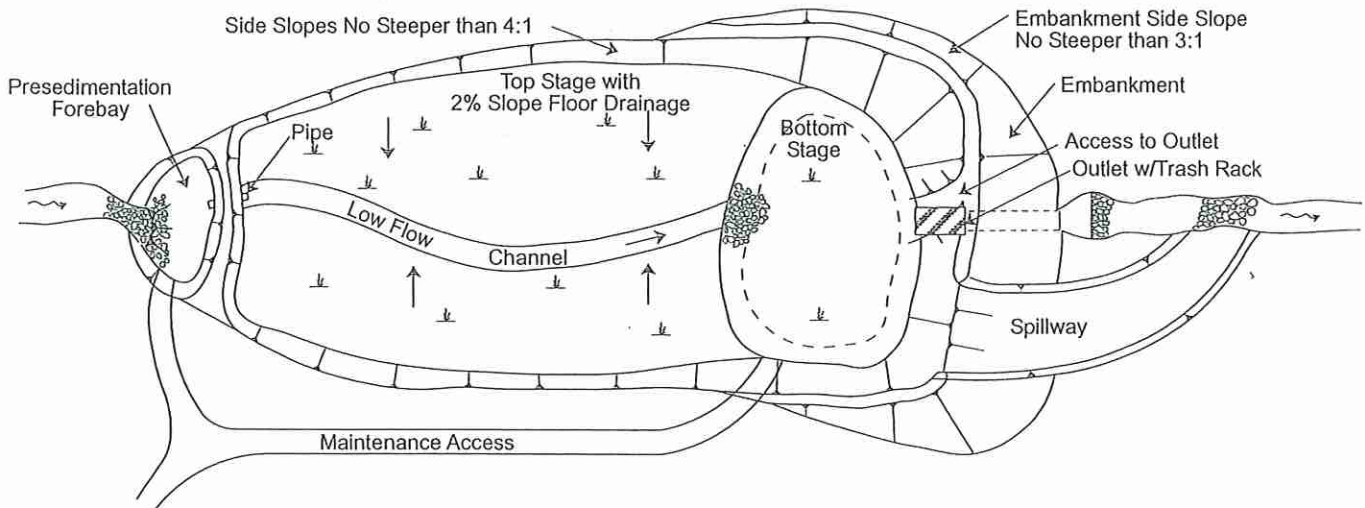 Side Slopes No Steeper than 4:1
Embankment Side Slope
No Steeper than 3:1
Presedimentation
Forebay
Top Stage with
2% Slope Floor Drainage
Embankment
Pipe
Bottom
Stage
Access to Outlet
Outlet w/Trash Rack
Low Flow
Channel
Spillway
Maintenance Access